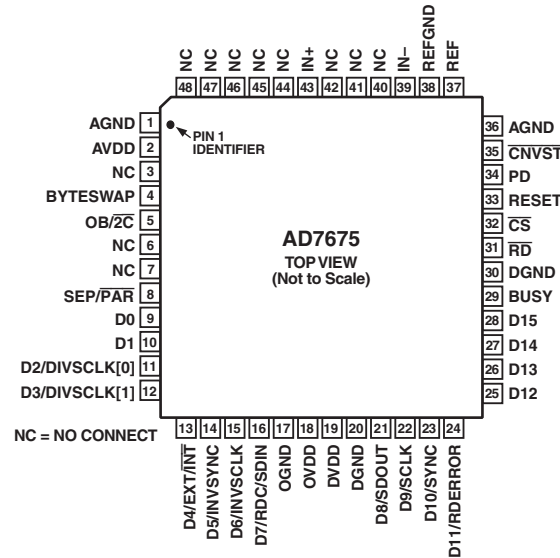 NC
NC
NC
NC
NC
IN+
NC
NC
NC
IN–
REFGND
REF
48 47 46 45 44 43 42 41 40 39 38 37
AGND 1
AVDD 2
NC 3
BYTESWAP 4
OB/2C 5
NC 6
NC 7
SEP/PAR 8
D0 9
D1 10
D2/DIVSCLK[0] 11
D3/DIVSCLK[1] 12
PIN 1
IDENTIFIER
AD7675
TOP VIEW
(Not to Scale)
36 AGND
35 CNVST
34 PD
33 RESET
32 CS
31 RD
30 DGND
29 BUSY
28 D15
27 D14
26 D13
25 D12
NC = NO CONNECT
13 14 15 16 17 18 19 20 21 22 23 24
D4/EXT/INT
D5/INVSYNC
D6/INVSCLK
D7/RDC/SDIN
OGND
OVDD
DVDD
DGND
D8/SDOUT
D9/SCLK
D10/SYNC
D11/RDERROR